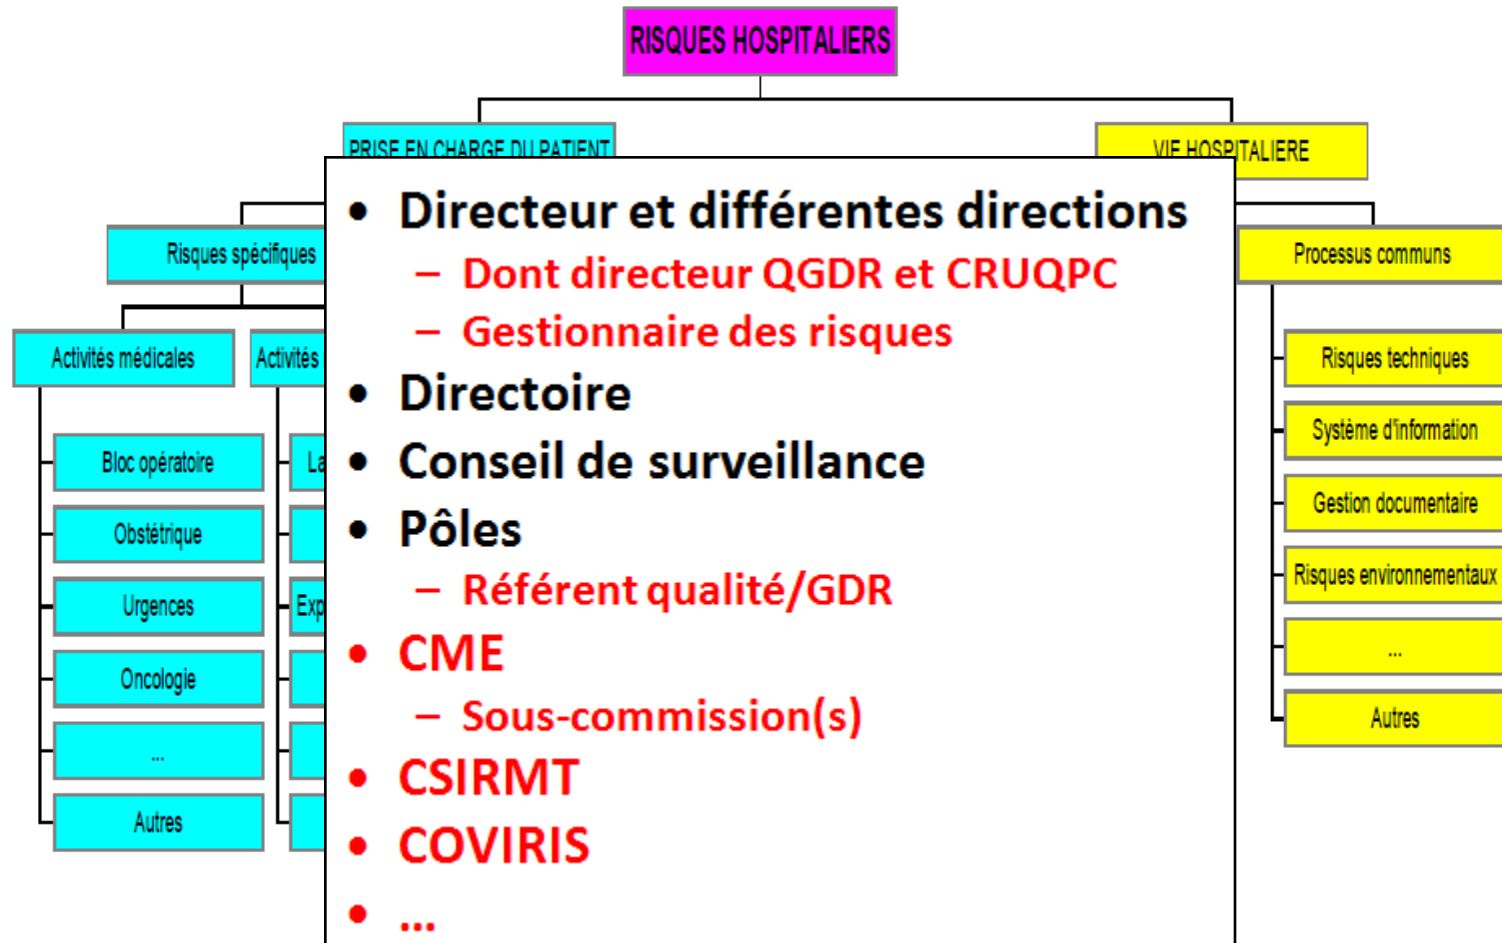 RISQUES HOSPITALIERS
PRISE EN CHARGE DU PATIENT
VIE HOSPITALIERE
Risques spécifiques
Processus communs
Activités médicales
Activités
Bloc opératoire
Obstétrique
Urgences
Oncologie
...
Autres
La
Exp
• Directeur et différentes directions
– Dont directeur QGDR et CRUQPC
– Gestionnaire des risques
• Directoire
• Conseil de surveillance
• Pôles
– Référent qualité/GDR
• CME
– Sous-commission(s)
• CSIRMT
• COVIRIS
• ...
Risques techniques
Système d'information
Gestion documentaire
Risques environnementaux
...
Autres